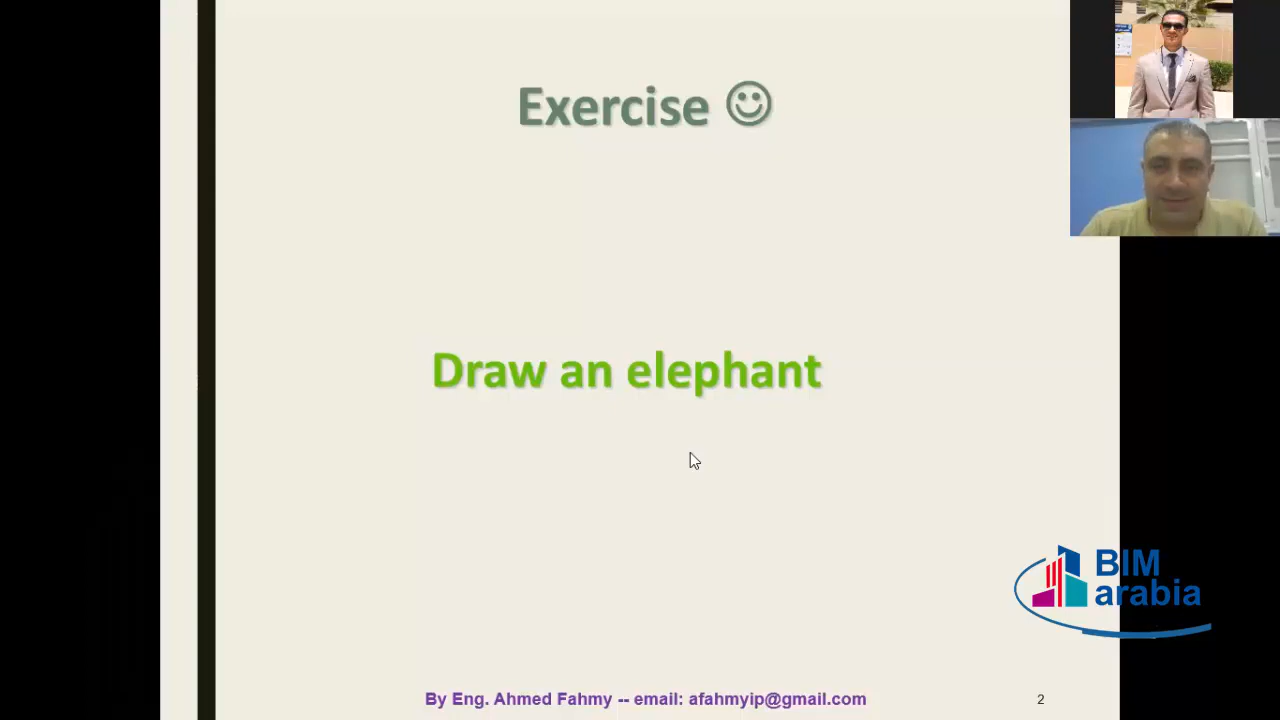 Exercise ☺
Draw an elephant
BIM
arabia
By Eng. Ahmed Fahmy -- email: afahmyip@gmail.com
2